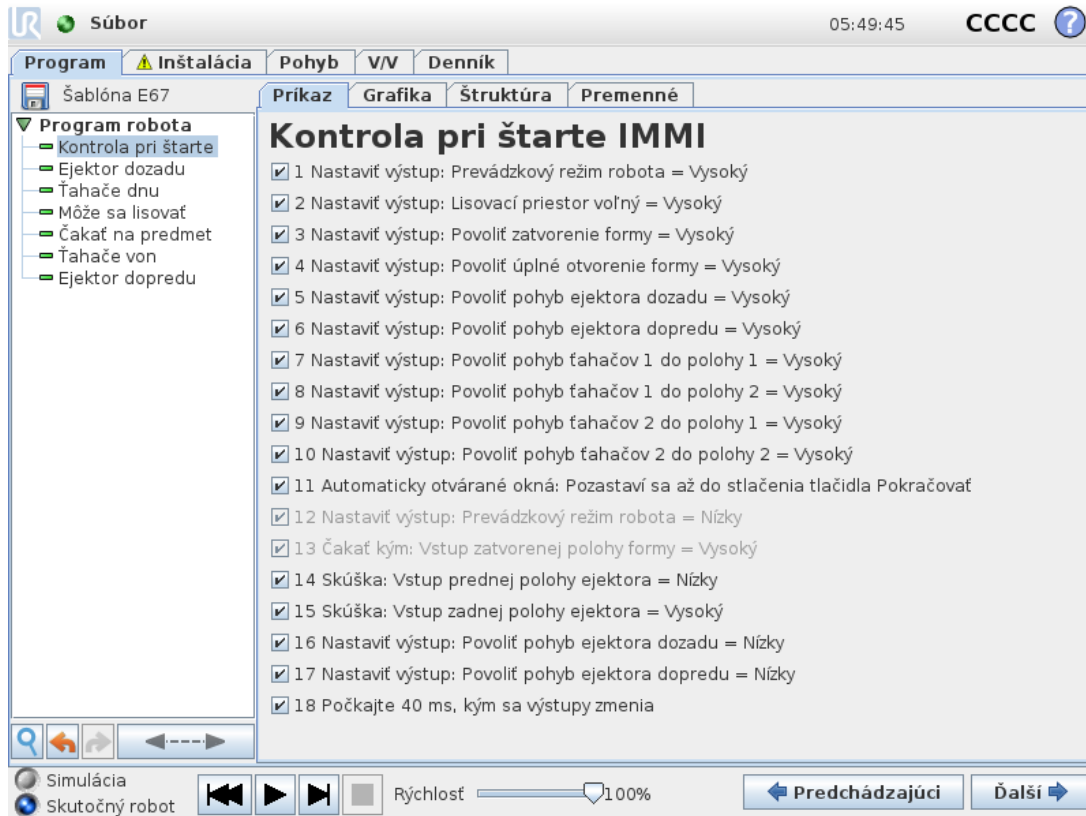 Súbor
05:49:45
CCCC
?
Program
Inštalácia
Pohyb
V/V
Denník
Šablóna E67
Príkaz
Grafika
Štruktúra
Premenné
Program robota
Kontrola pri štarte
Ejektor dozadu
Ťahače dnu
Môže sa lisovať
Čakať na predmet
Ťahače von
Ejektor dopredu
Kontrola pri štarte IMMI
1 Nastaviť výstup: Prevádzkový režim robota = Vysoký
2 Nastaviť výstup: Lisovací priestor voľný = Vysoký
3 Nastaviť výstup: Povoliť zatvorenie formy = Vysoký
4 Nastaviť výstup: Povoliť úplné otvorenie formy = Vysoký
5 Nastaviť výstup: Povoliť pohyb ejektora dozadu = Vysoký
6 Nastaviť výstup: Povoliť pohyb ejektora dopredu = Vysoký
7 Nastaviť výstup: Povoliť pohyb ťahačov 1 do polohy 1 = Vysoký
8 Nastaviť výstup: Povoliť pohyb ťahačov 1 do polohy 2 = Vysoký
9 Nastaviť výstup: Povoliť pohyb ťahačov 2 do polohy 1 = Vysoký
10 Nastaviť výstup: Povoliť pohyb ťahačov 2 do polohy 2 = Vysoký
11 Automaticky otvárané okná: Pozastaví sa až do stlačenia tlačidla Pokračovať
12 Nastaviť výstup: Prevádzkový režim robota = Nízky
13 Čakať kým: Vstup zatvorenej polohy formy = Vysoký
14 Skúška: Vstup prednej polohy ejektora = Nízky
15 Skúška: Vstup zadnej polohy ejektora = Vysoký
16 Nastaviť výstup: Povoliť pohyb ejektora dozadu = Nízky
17 Nastaviť výstup: Povoliť pohyb ejektora dopredu = Nízky
18 Počkajte 40 ms, kým sa výstupy zmenia
Simulácia
Skutočný robot
Rýchlosť
100%
Predchádzajúci
Ďalší